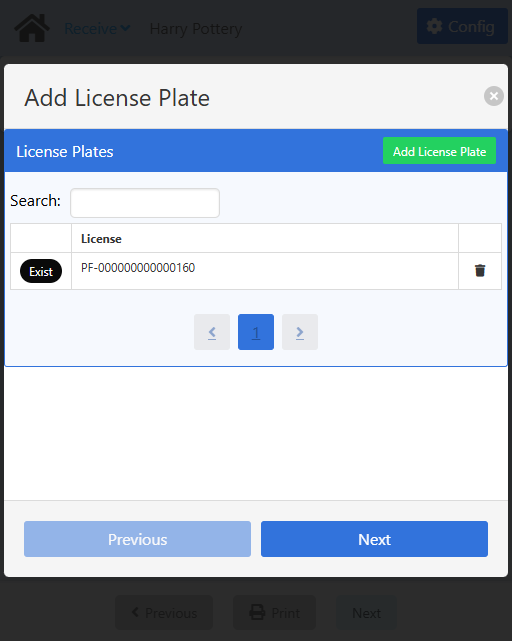 Receive Harry Pottery Config
Add License Plate
License Plates Add License Plate
Search:
License
Exist PF-000000000000160
1
Previous Next
Previous Print Next